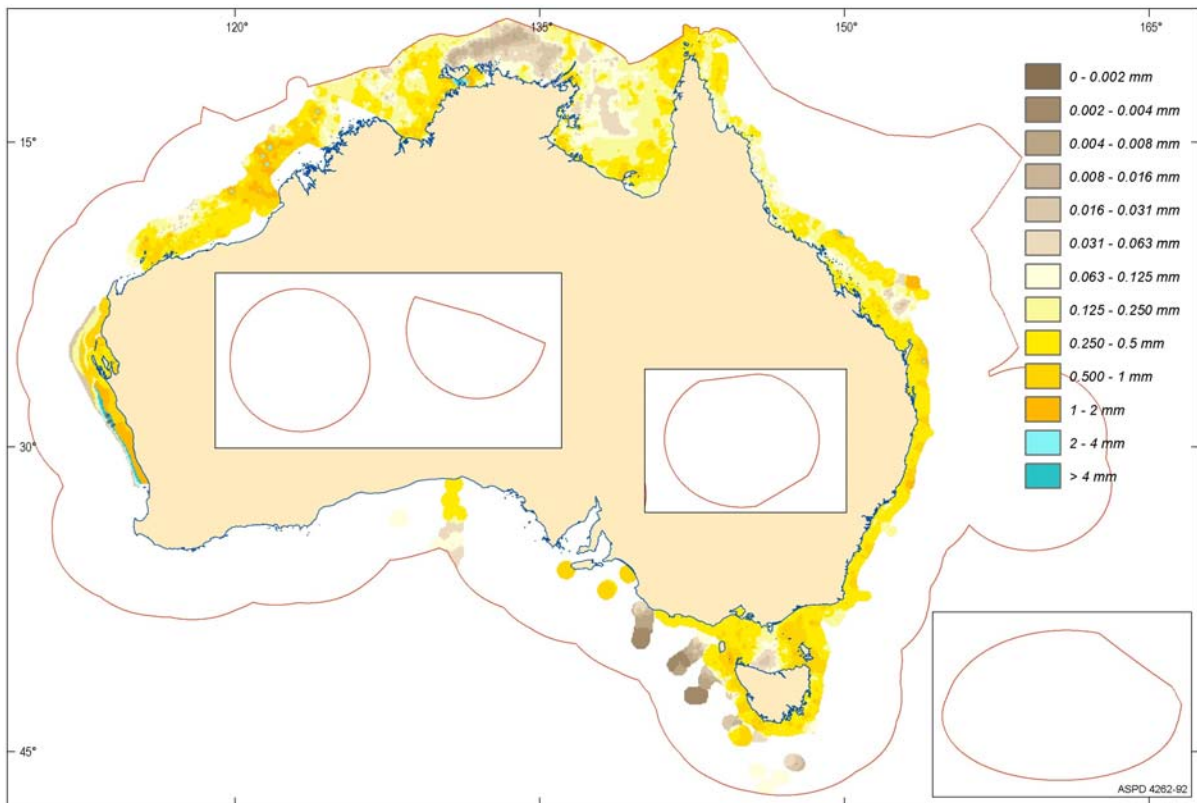 120° 135° 150° 165°
0 - 0.002 mm
0.002 - 0.004 mm
0.004 - 0.008 mm
15°
0.008 - 0.016 mm
0.016 - 0.031 mm
0.031 - 0.063 mm
0.063 - 0.125 mm
0.125 - 0.250 mm
0.250 - 0.5 mm
0.500 - 1 mm
1 - 2 mm
30°
2 - 4 mm
> 4 mm
45°
ASPD 4262-92